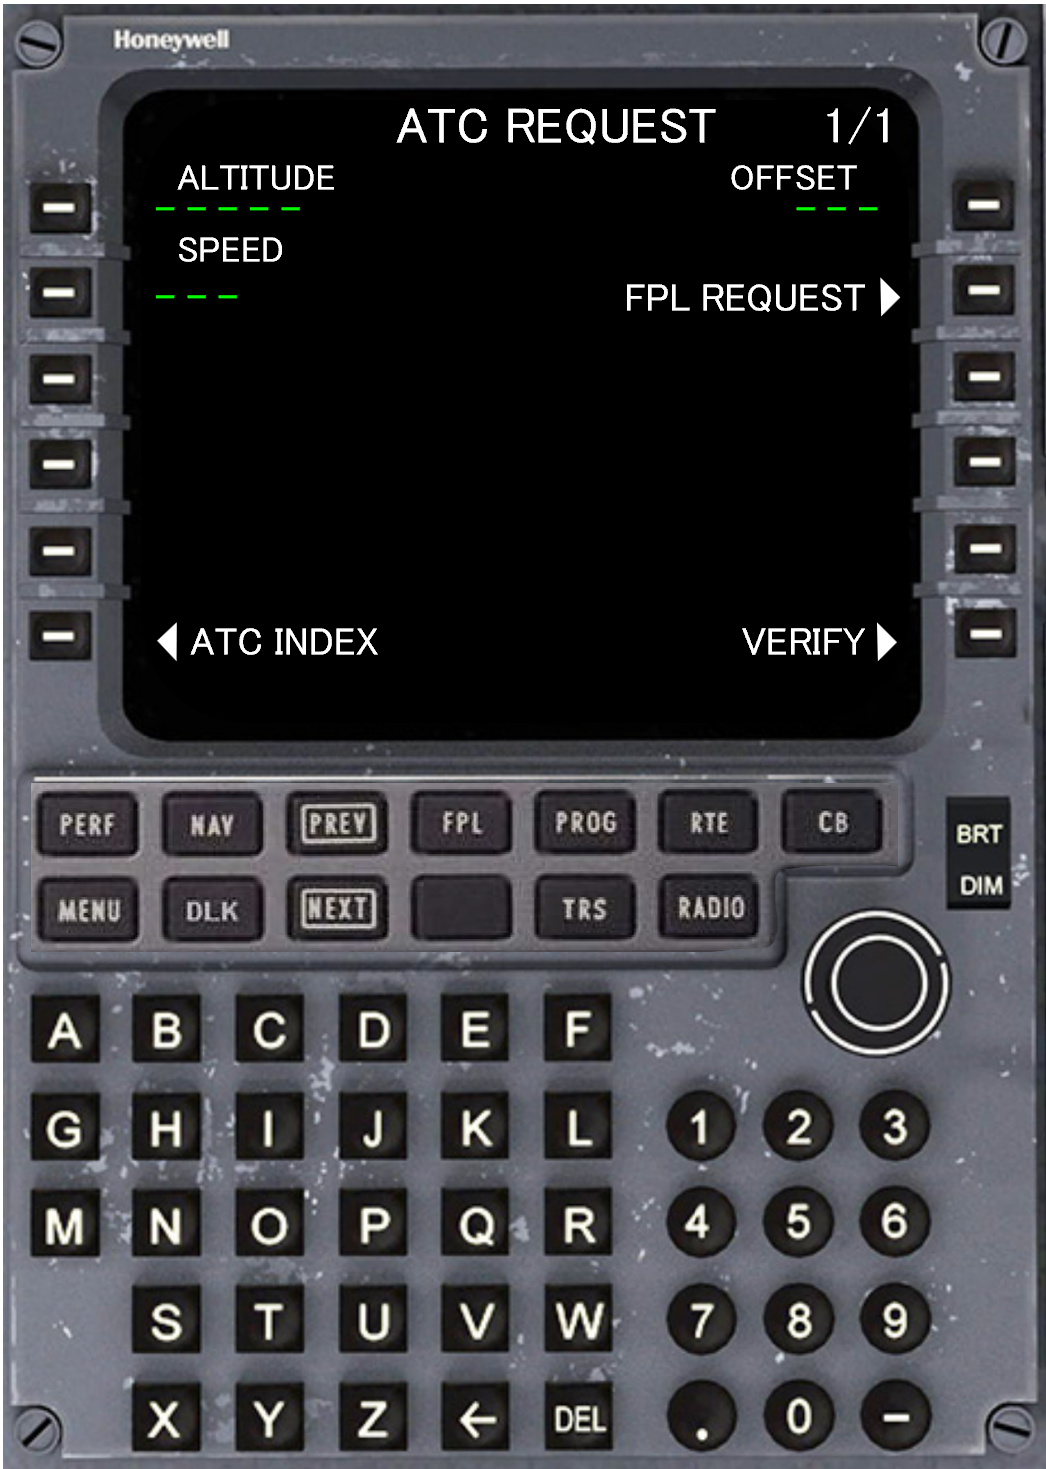 Honeywell
ATC REQUEST 1/1
ALTITUDE OFFSET
----- ---
SPEED
--- FPL REQUEST ▶
◀ ATC INDEX VERIFY ▶
PERF NAV PREV FPL PROG RTE CB
BRT
MENU DLK NEXT TRS RADIO
DIM
A B C D E F
G H I J K L 1 2 3
M N O P Q R 4 5 6
S T U V W 7 8 9
X Y Z ← DEL . 0 -